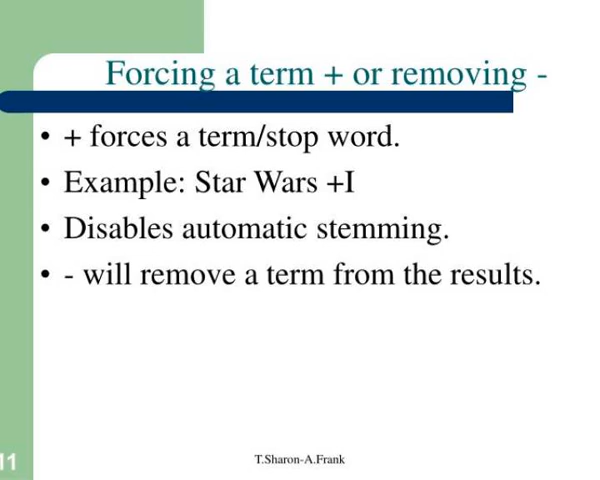 Forcing a term + or removing -
• + forces a term/stop word.
• Example: Star Wars +I
• Disables automatic stemming.
• - will remove a term from the results.
11
T.Sharon-A.Frank